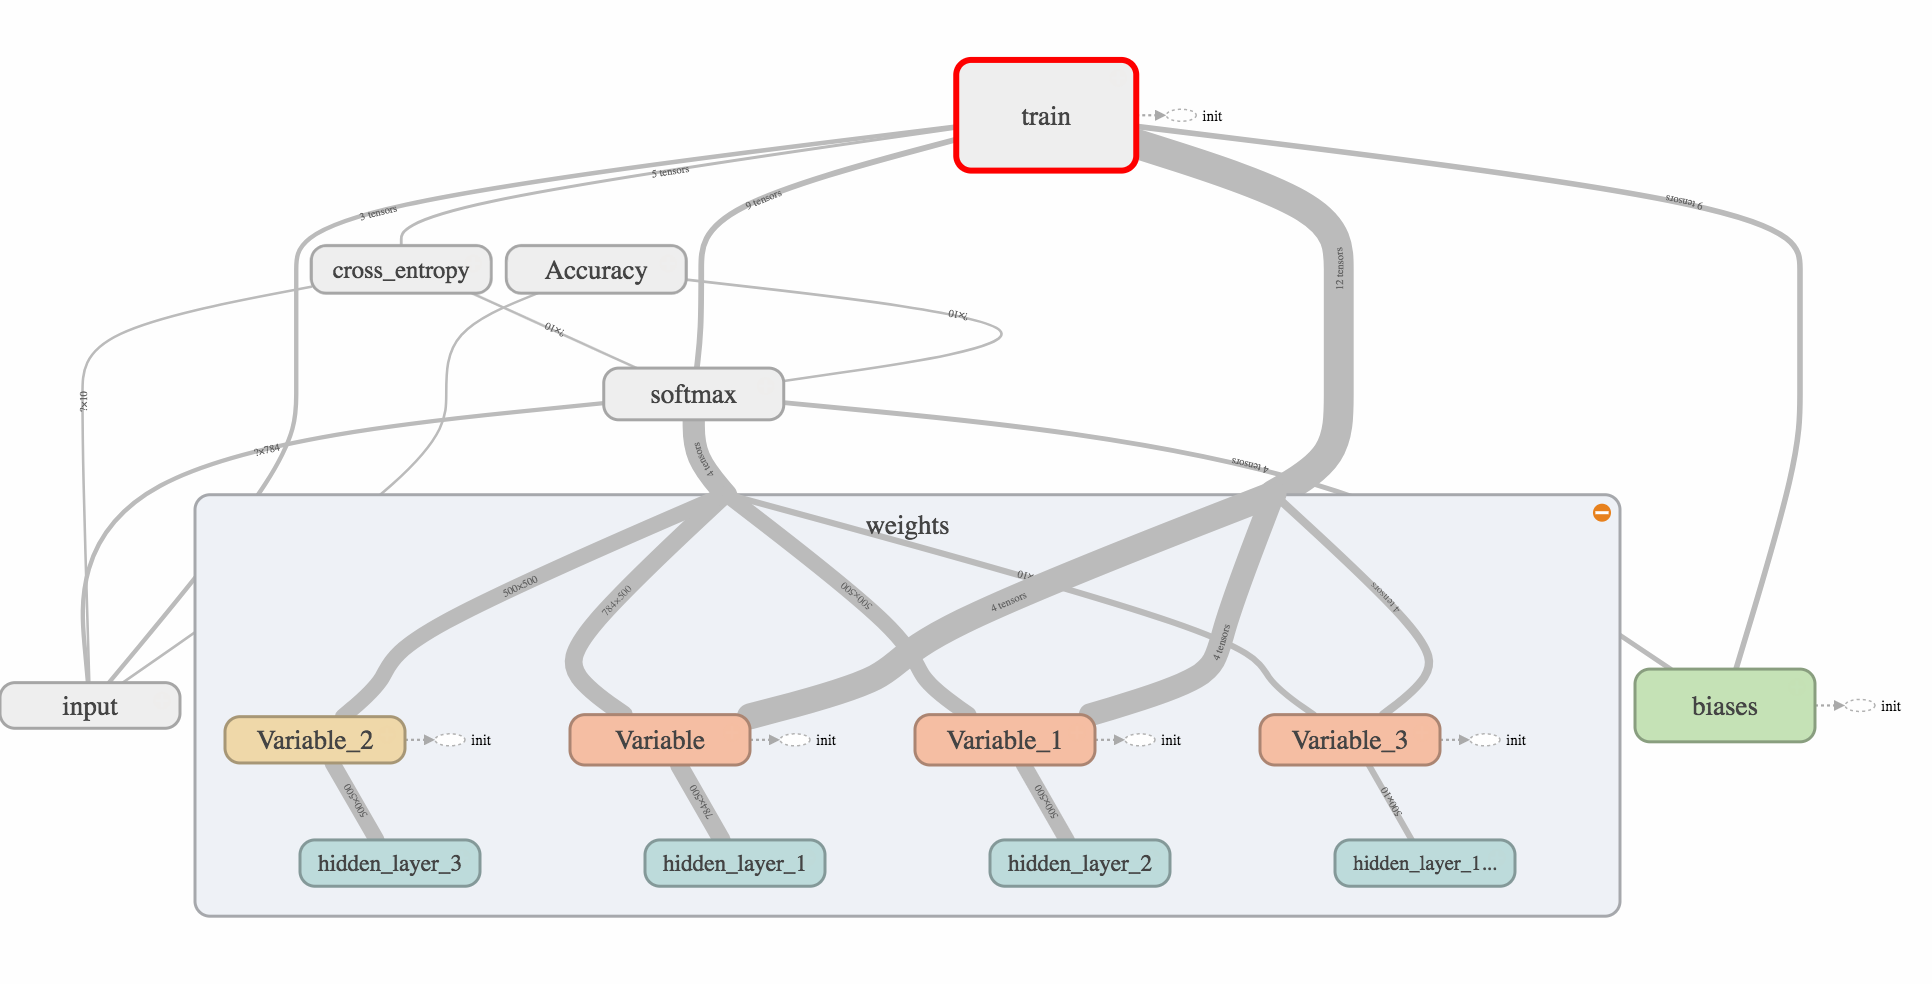 train
init
5 tensors
3 tensors
9 tensors
9 tensors
cross_entropy
Accuracy
12 tensors
?×10
?×10
?×10
softmax
?×784
4 tensors
4 tensors
weights
500×500
784×500
500×500
×10
4 tensors
4 tensors
4 tensors
input
biases
init
Variable_2
init
Variable
init
Variable_1
init
Variable_3
init
500×500
784×500
500×500
500×10
hidden_layer_3
hidden_layer_1
hidden_layer_2
hidden_layer_1...